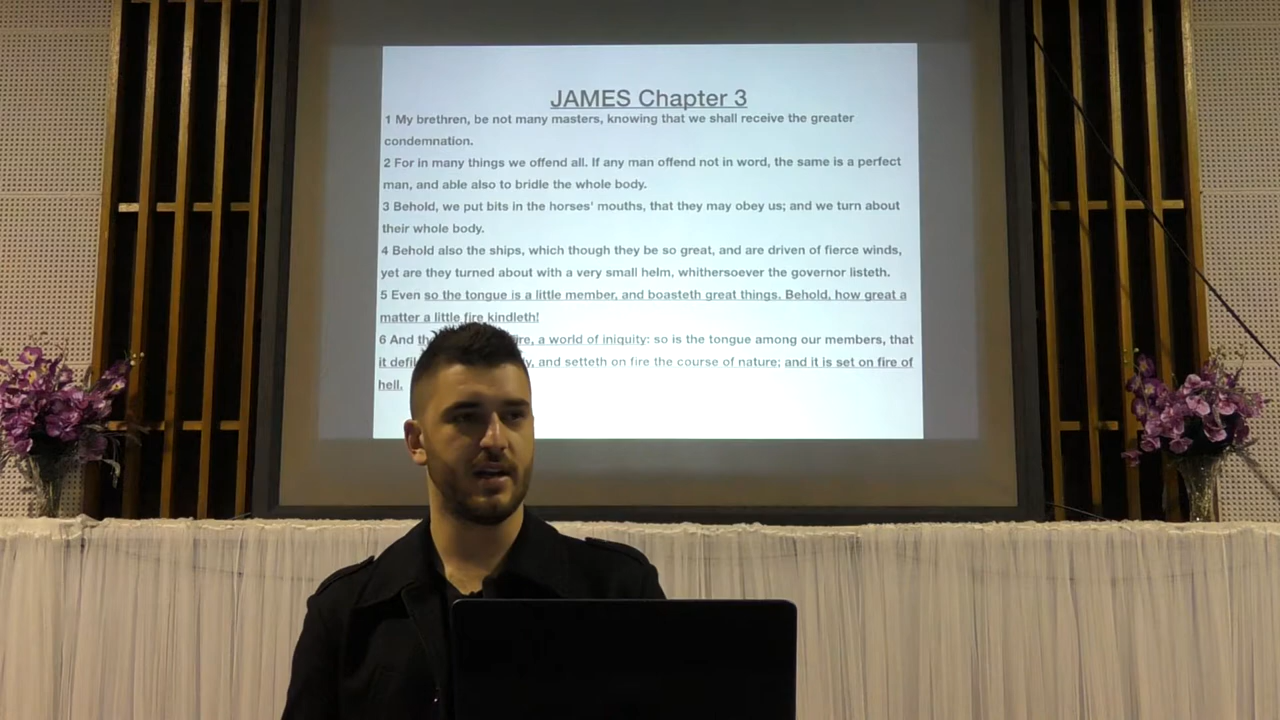 JAMES Chapter 3
1 My brethren, be not many masters, knowing that we shall receive the greater
condemnation.
2 For in many things we offend all. If any man offend not in word, the same is a perfect
man, and able also to bridle the whole body.
3 Behold, we put bits in the horses' mouths, that they may obey us; and we turn about
their whole body.
4 Behold also the ships, which though they be so great, and are driven of fierce winds,
yet are they turned about with a very small helm, whithersoever the governor listeth.
5 Even so the tongue is a little member, and boasteth great things. Behold, how great a
matter a little fire kindleth!
6 And a world of iniquity: so is the tongue among our members, that
it and setteth on fire the course of nature; and it is set on fire of
hell.